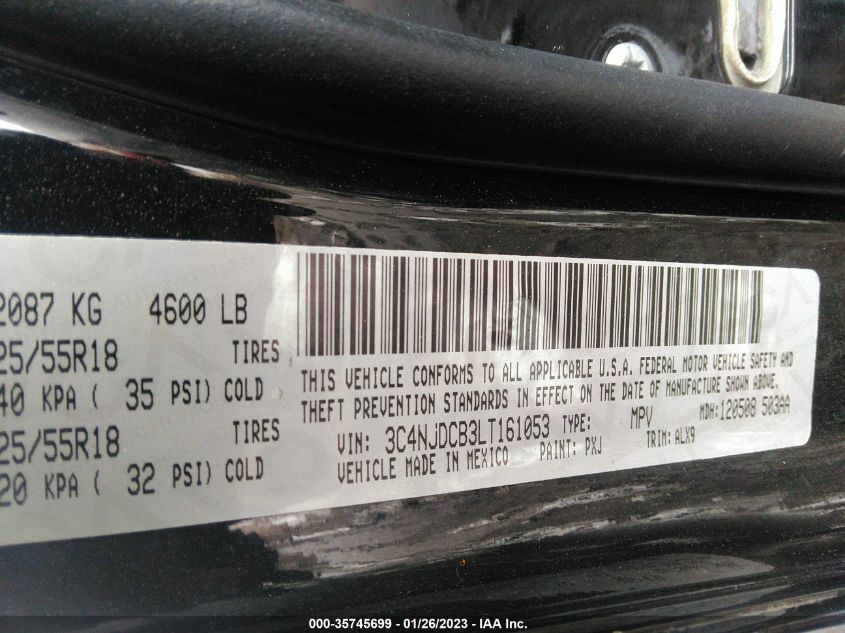 2087 KG 4600 LB
25/55R18 TIRES
40 KPA ( 35 PSI) COLD
25/55R18 TIRES
20 KPA ( 32 PSI) COLD
THIS VEHICLE CONFORMS TO ALL APPLICABLE U.S.A. FEDERAL MOTOR VEHICLE SAFETY AND
THEFT PREVENTION STANDARDS IN EFFECT ON THE DATE OF MANUFACTURE SHOWN ABOVE.
VIN: 3C4NJDCB3LT161053 TYPE: MPV MDH: 120508 503AA
VEHICLE MADE IN MEXICO PAINT: PXJ TRIM: ALX9
000-35745699 - 01/26/2023 - IAA Inc.